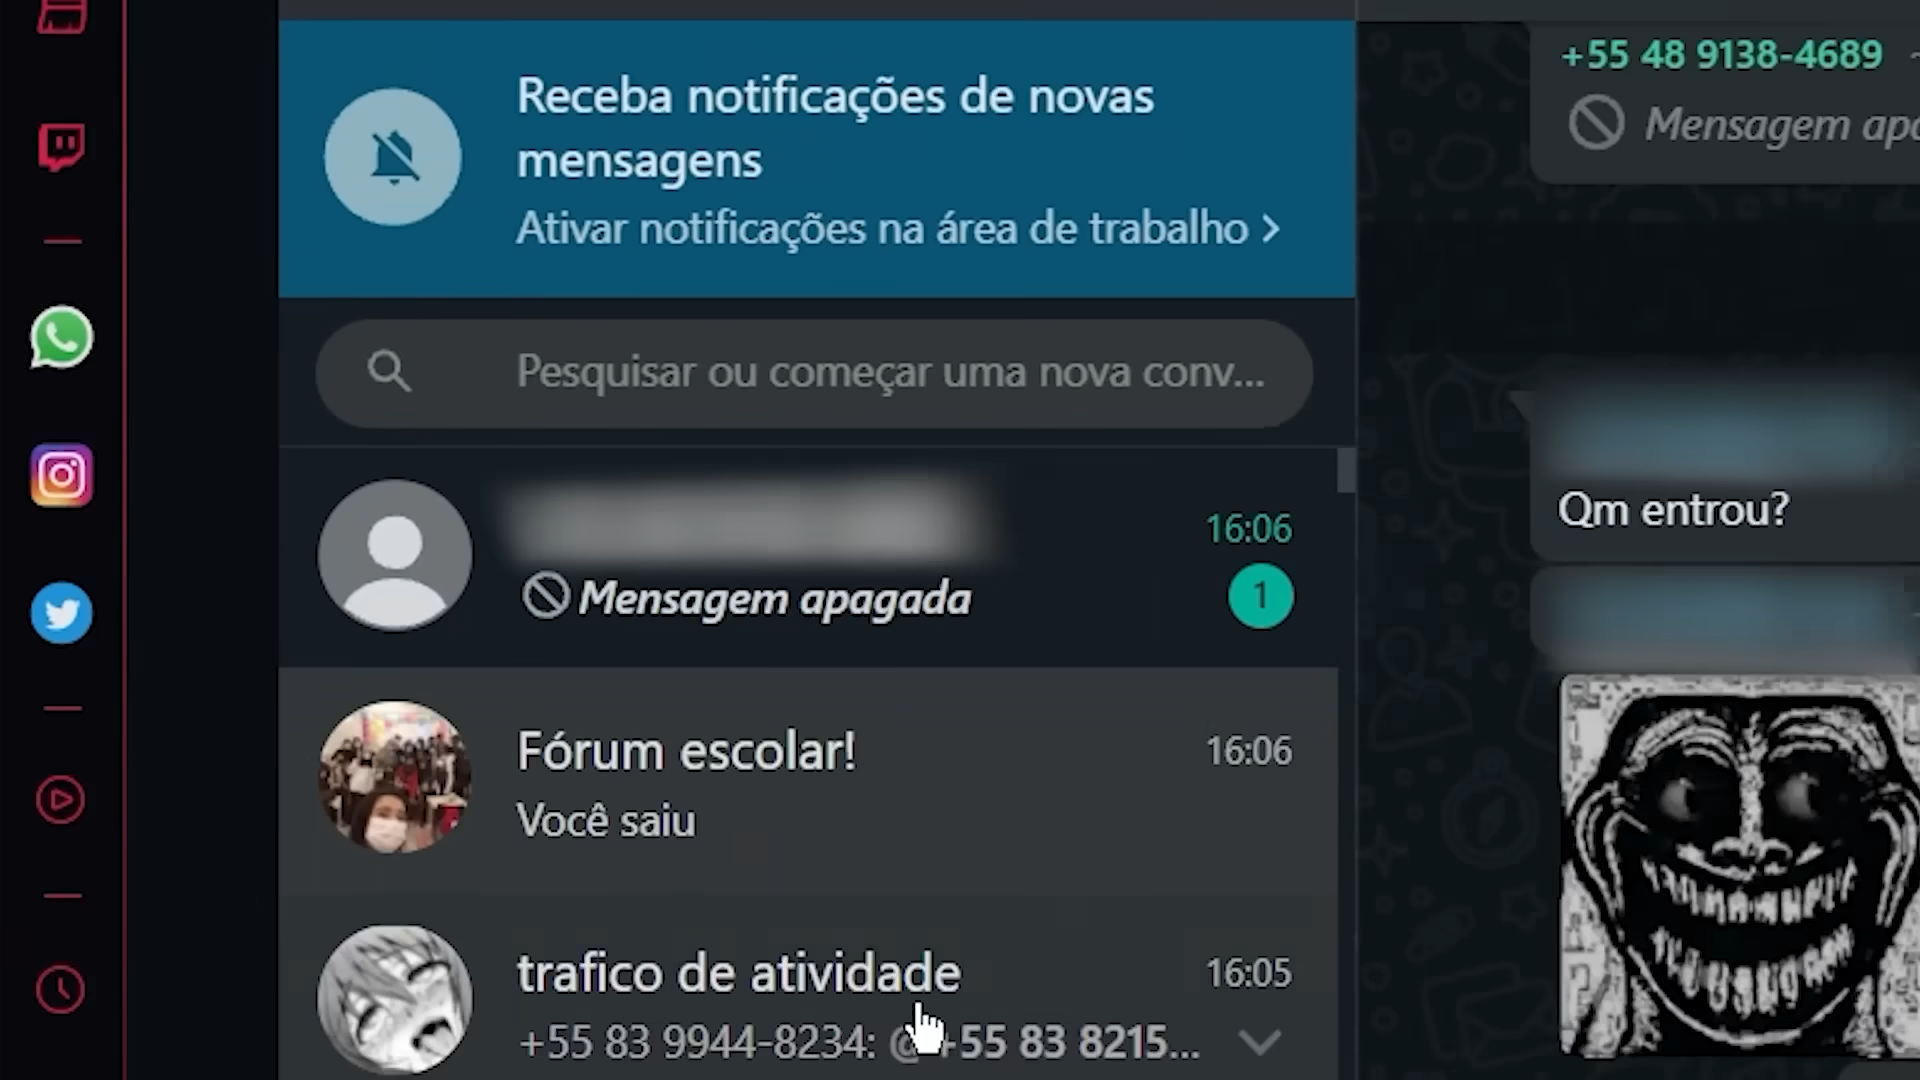 Receba notificações de novas
mensagens
Ativar notificações na área de trabalho >
Pesquisar ou começar uma nova conv...
16:06
Mensagem apagada
1
Fórum escolar!
16:06
Você saiu
trafico de atividade
16:05
+55 83 9944-8234: @+55 83 8215...
+55 48 9138-4689
Mensagem apa
Qm entrou?